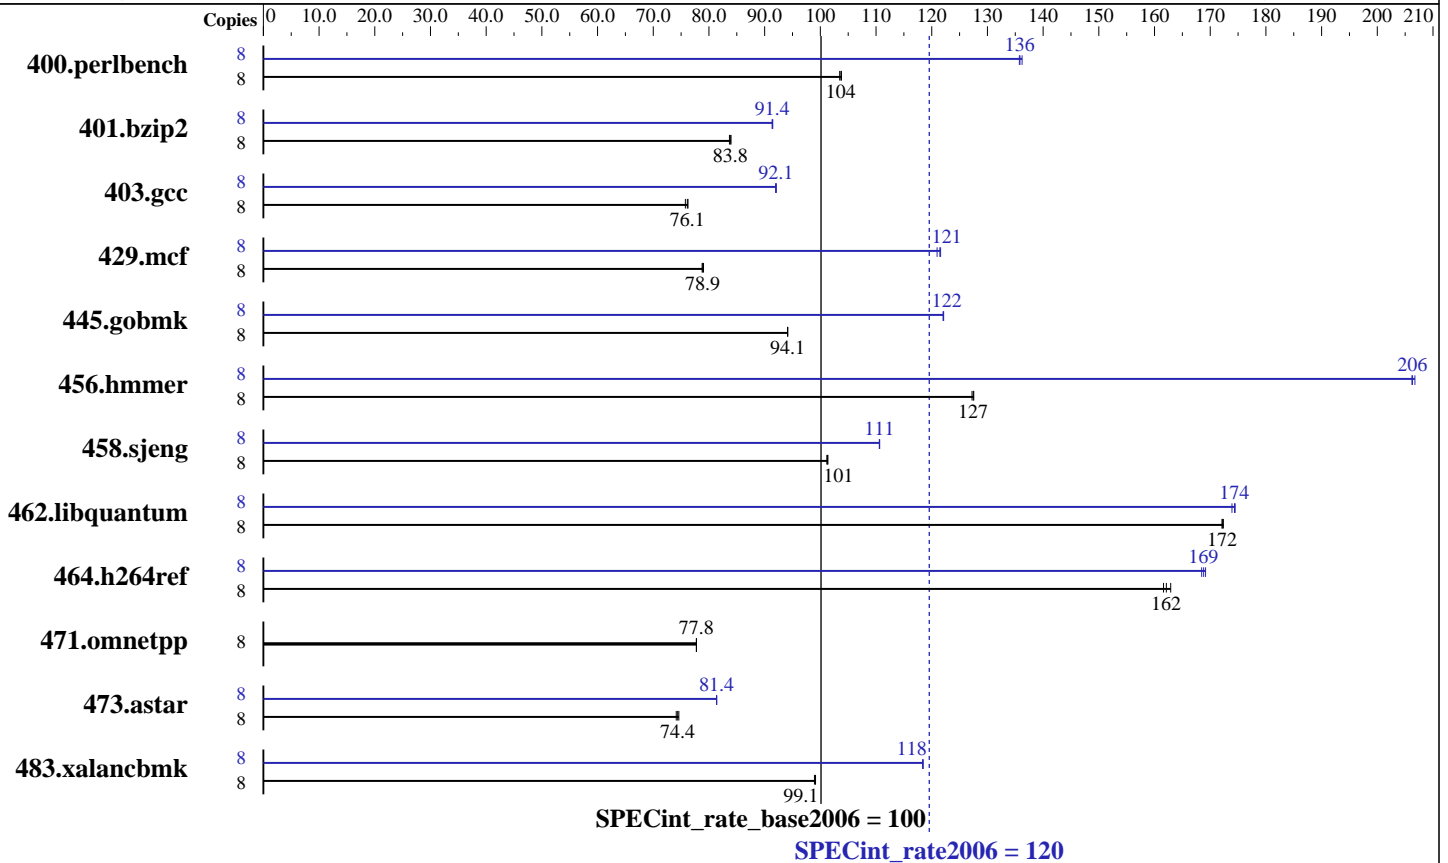 Copies 0 10.0 20.0 30.0 40.0 50.0 60.0 70.0 80.0 90.0 100 110 120 130 140 150 160 170 180 190 200 210
400.perlbench 8 136
8 104
401.bzip2 8 91.4
8 83.8
403.gcc 8 92.1
8 76.1
429.mcf 8 121
8 78.9
445.gobmk 8 122
8 94.1
456.hmmer 8 206
8 127
458.sjeng 8 111
8 101
462.libquantum 8 174
8 172
464.h264ref 8 169
8 162
471.omnetpp 8 77.8
473.astar 8 81.4
8 74.4
483.xalancbmk 8 118
8 99.1
SPECint_rate_base2006 = 100
SPECint_rate2006 = 120